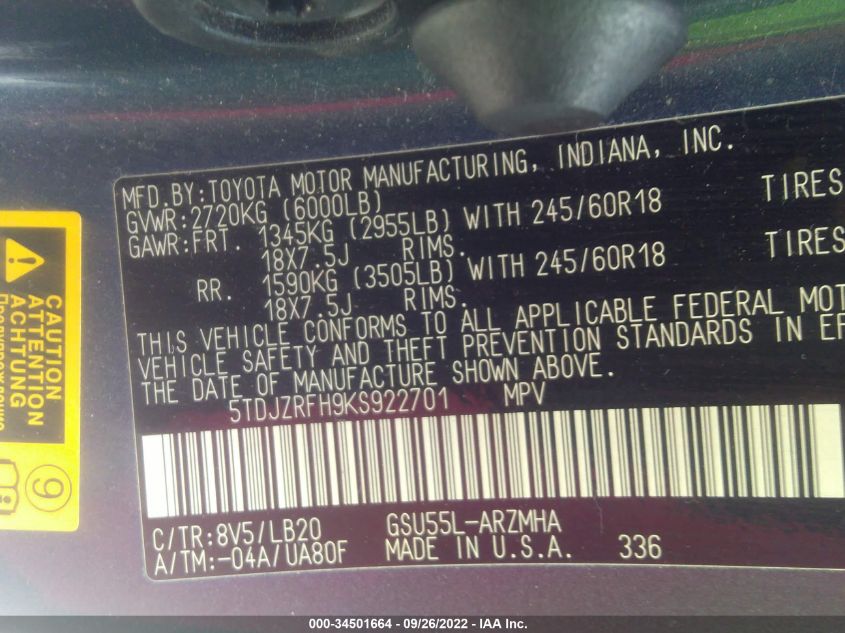 MFD.BY:TOYOTA MOTOR MANUFACTURING, INDIANA, INC.
GVWR:2720KG (6000LB)
GAWR:FRT. 1345KG (2955LB) WITH 245/60R18 TIRES
18X7.5J RIMS.
RR. 1590KG (3505LB) WITH 245/60R18 TIRES
18X7.5J RIMS.
THIS VEHICLE CONFORMS TO ALL APPLICABLE FEDERAL MOT
VEHICLE SAFETY AND THEFT PREVENTION STANDARDS IN EF
THE DATE OF MANUFACTURE SHOWN ABOVE.
5TDJZRFH9KS922701 MPV
C/TR:8V5/LB20 GSU55L-ARZMHA
A/TM:-04A/UA80F MADE IN U.S.A. 336
CAUTION
ATTENTION
ACHTUNG
Предупреждение
9
000-34501664 - 09/26/2022 - IAA Inc.